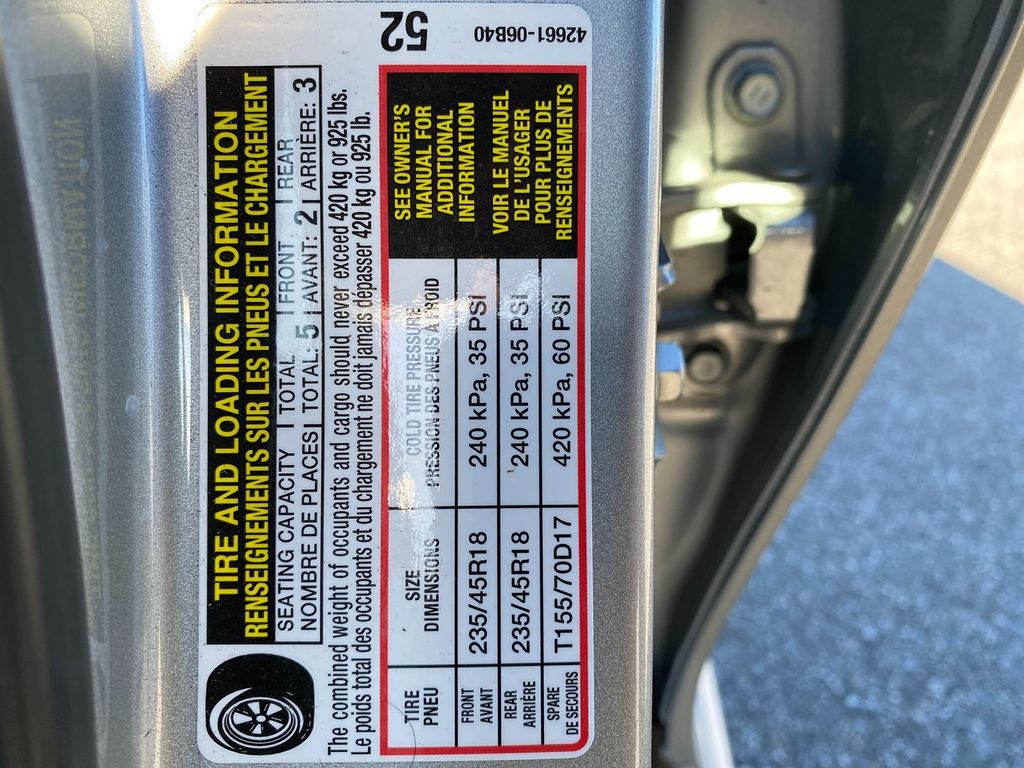 TIRE AND LOADING INFORMATION
RENSEIGNEMENTS SUR LES PNEUS ET LE CHARGEMENT
SEATING CAPACITY TOTAL FRONT REAR
NOMBRE DE PLACES TOTAL: 5 AVANT: 2 ARRIÈRE: 3
The combined weight of occupants and cargo should never exceed 420 kg or 925 lbs.
Le poids total des occupants et du chargement ne doit jamais dépasser 420 kg ou 925 lb.
TIRE SIZE COLD TIRE PRESSURE
PNEU DIMENSIONS PRESSION DES PNEUS À FROID
FRONT
AVANT
235/45R18 240 kPa, 35 PSI
REAR
ARRIÈRE
235/45R18 240 kPa, 35 PSI
SPARE
DE SECOURS
T155/70D17 420 kPa, 60 PSI
SEE OWNER'S
MANUAL FOR
ADDITIONAL
INFORMATION
VOIR LE MANUEL
DE L'USAGER
POUR PLUS DE
RENSEIGNEMENTS
52
42661-06B40